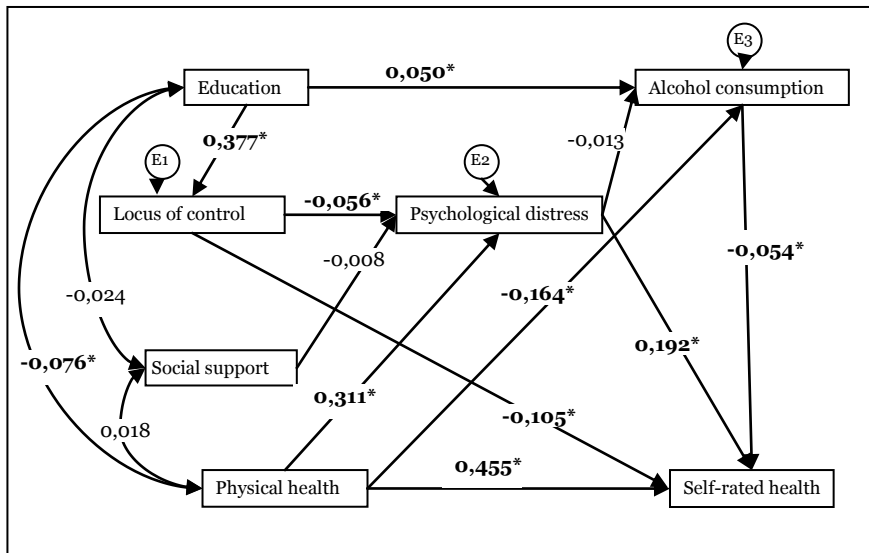 E3
Education
0,050*
Alcohol consumption
0,377*
-0,013
E1
E2
Locus of control
-0,056*
Psychological distress
-0,008
-0,054*
-0,024
-0,164*
-0,076*
Social support
0,192*
0,311*
-0,105*
0,018
0,455*
Physical health
Self-rated health